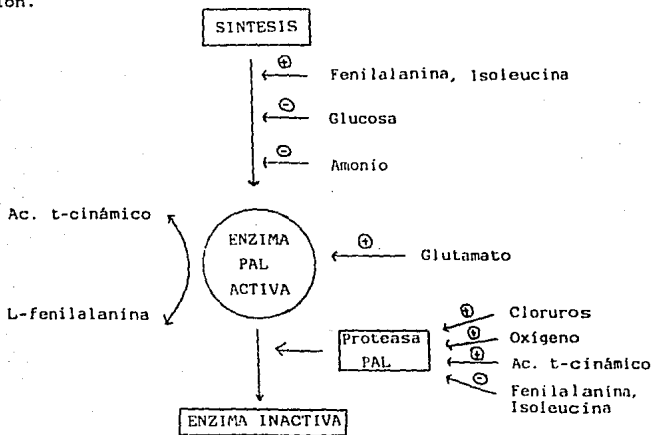 ión.
SINTESIS
⊕
Fenilalanina, Isoleucina
⊖
Glucosa
⊖
Amonio
Ac. t-cinámico
ENZIMA
PAL
ACTIVA
⊕
Glutamato
L-fenilalanina
Proteasa
PAL
⊕
Cloruros
⊕
Oxígeno
⊕
Ac. t-cinámico
⊖
Fenilalanina,
Isoleucina
ENZIMA INACTIVA